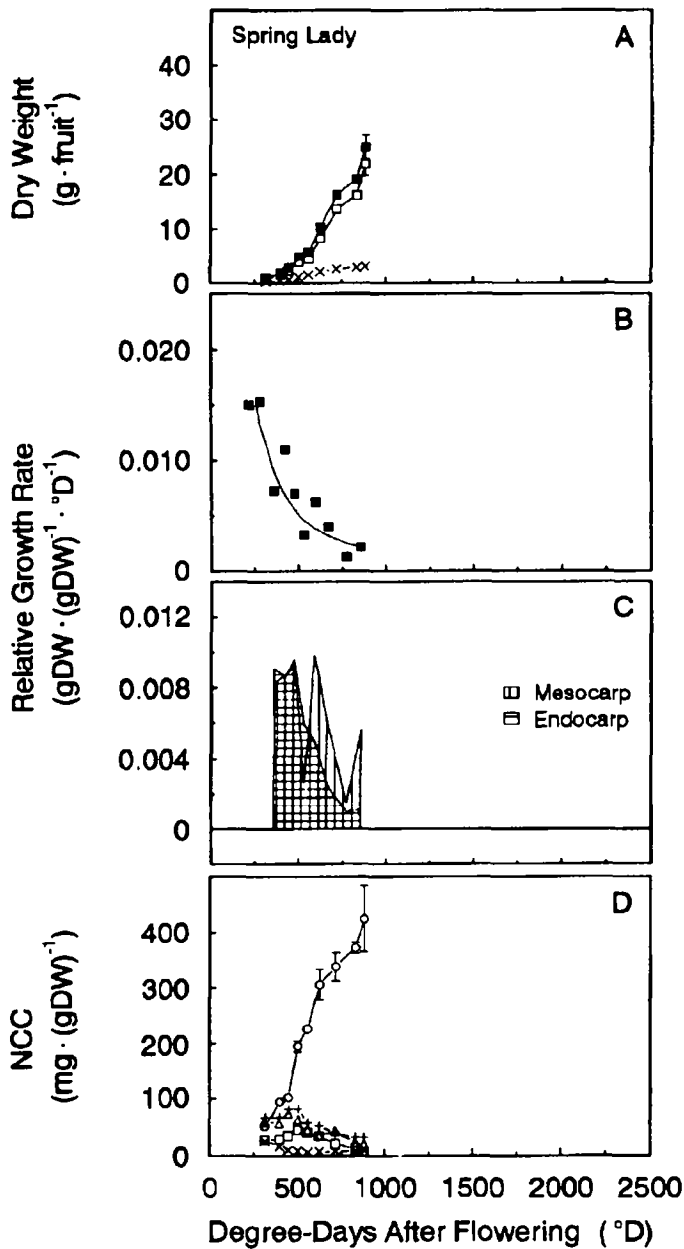 Spring Lady
A
Dry Weight
(g · fruit⁻¹)
40
30
20
10
0
B
0.020
0.010
0
Relative Growth Rate
(gDW · (gDW)⁻¹ · °D⁻¹)
C
0.012
0.008
0.004
0
Mesocarp
Endocarp
D
NCC
(mg · (gDW)⁻¹)
400
300
200
100
0
0 500 1000 1500 2000 2500
Degree-Days After Flowering (°D)